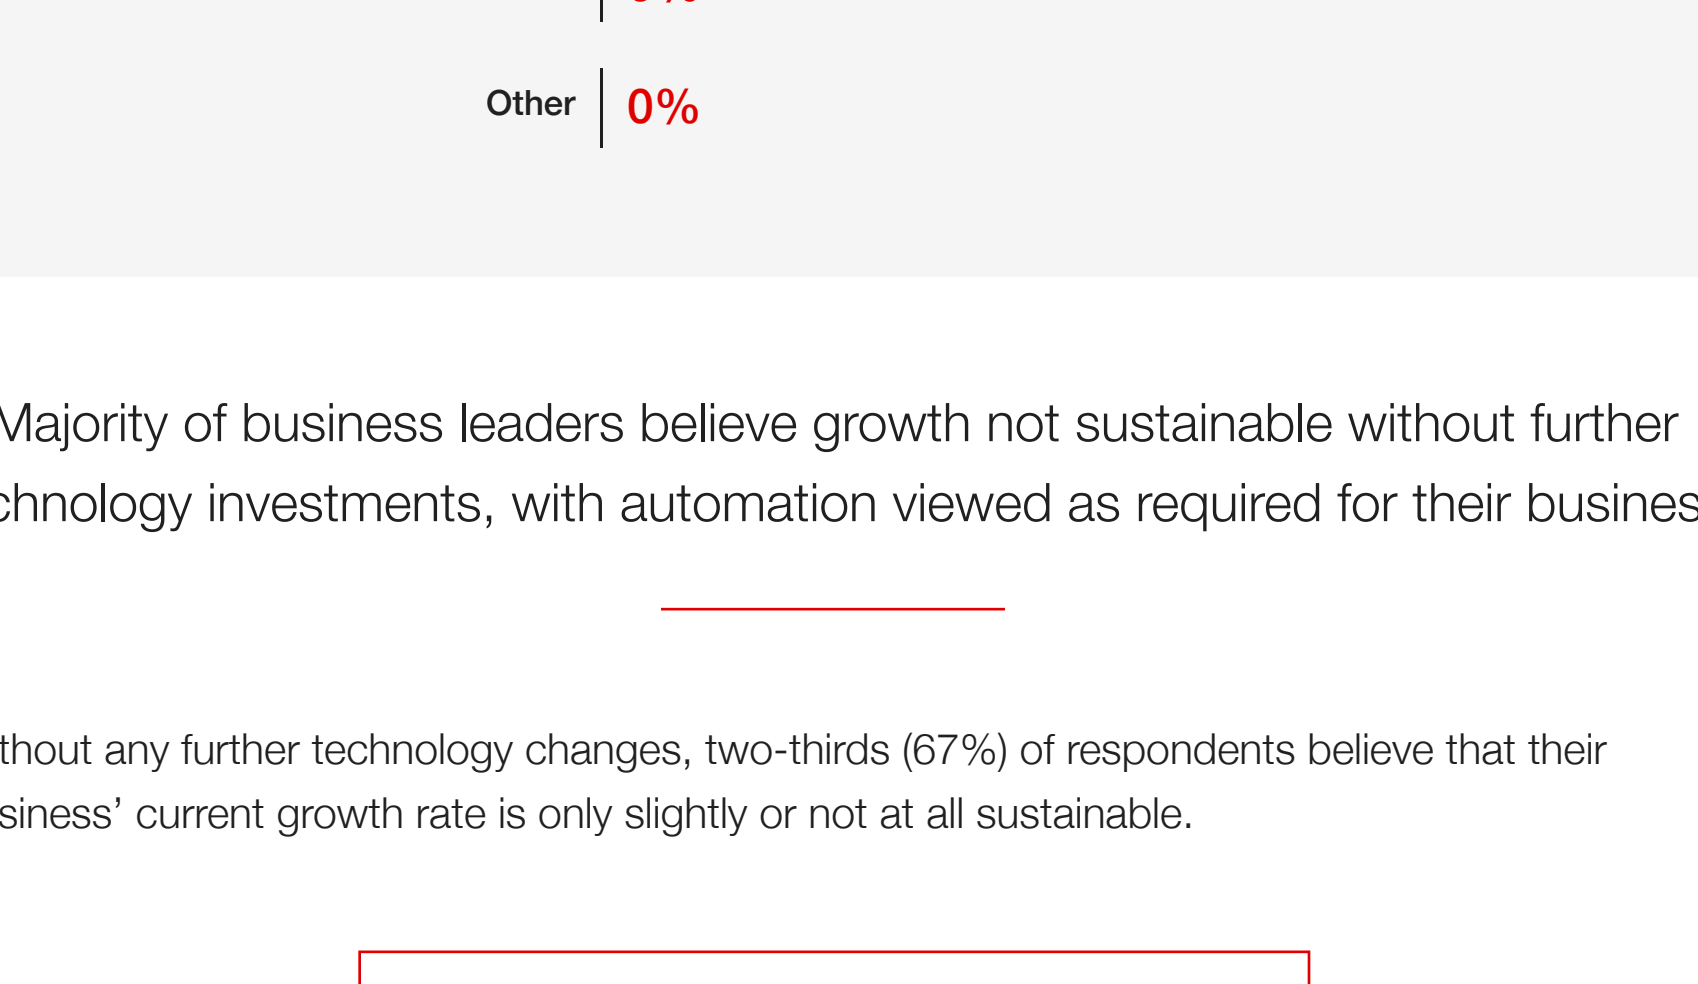 Other 0%
Majority of business leaders believe growth not sustainable without further
chnology investments, with automation viewed as required for their busines
thout any further technology changes, two-thirds (67%) of respondents believe that their
siness’ current growth rate is only slightly or not at all sustainable.